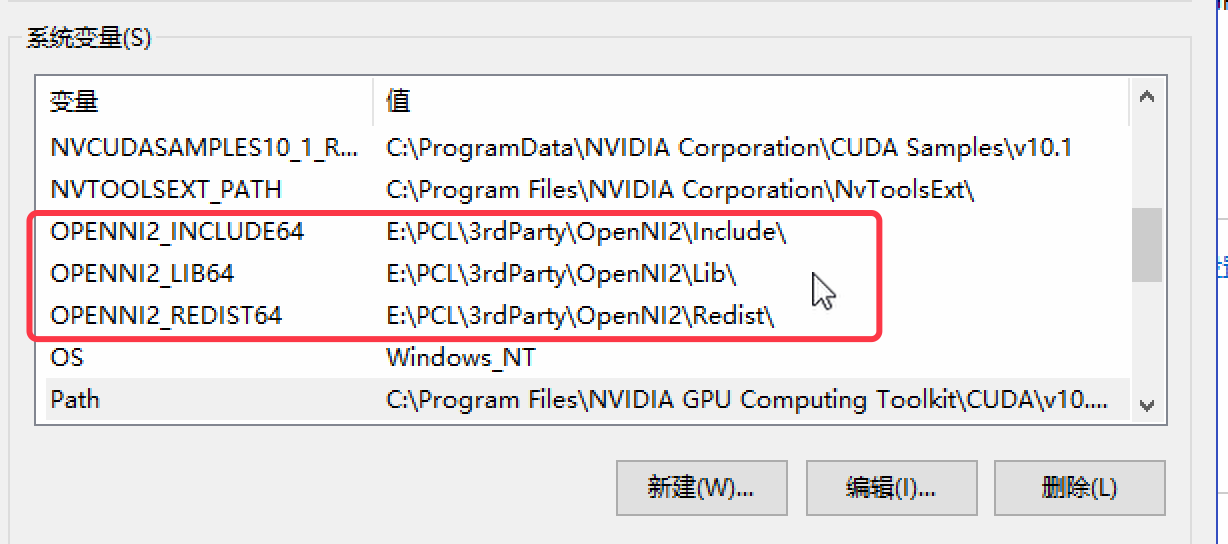 系统变量(S)
变量 值
NVCUDASAMPLES10_1_R... C:\ProgramData\NVIDIA Corporation\CUDA Samples\v10.1
NVTOOLSEXT_PATH C:\Program Files\NVIDIA Corporation\NvToolsExt\
OPENNI2_INCLUDE64 E:\PCL\3rdParty\OpenNI2\Include\
OPENNI2_LIB64 E:\PCL\3rdParty\OpenNI2\Lib\
OPENNI2_REDIST64 E:\PCL\3rdParty\OpenNI2\Redist\
OS Windows_NT
Path C:\Program Files\NVIDIA GPU Computing Toolkit\CUDA\v10....
新建(W)... 编辑(I)... 删除(L)